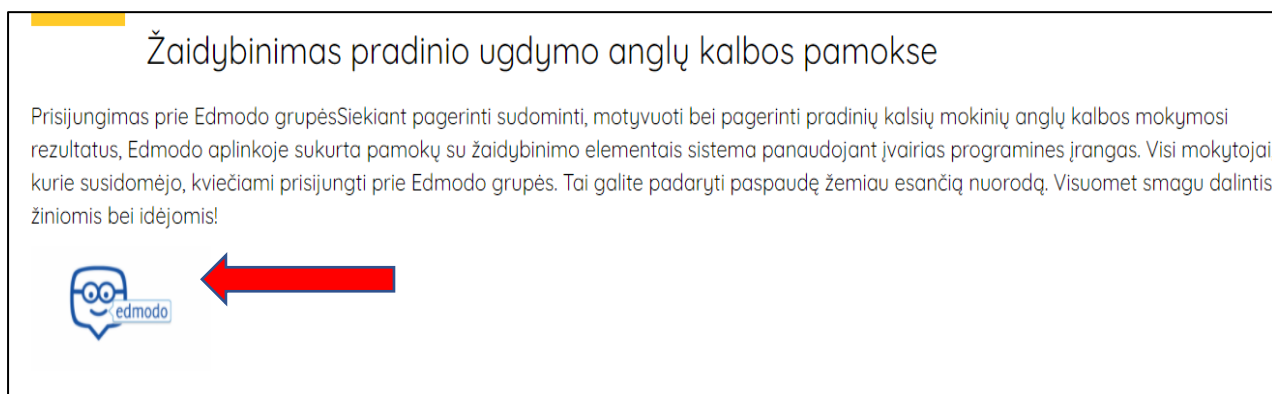 Žaidybinimas pradinio ugdymo anglų kalbos pamokse
Prisijungimas prie Edmodo grupėsSiekiant pagerinti sudominti, motyvuoti bei pagerinti pradinių kalsių mokinių anglų kalbos mokymosi
rezultatus, Edmodo aplinkoje sukurta pamokų su žaidybinimo elementais sistema panaudojant įvairias programines įrangas. Visi mokytojai
kurie susidomėjo, kviečiami prisijungti prie Edmodo grupės. Tai galite padaryti paspaudę žemiau esančią nuorodą. Visuomet smagu dalintis
žiniomis bei idėjomis!
edmodo